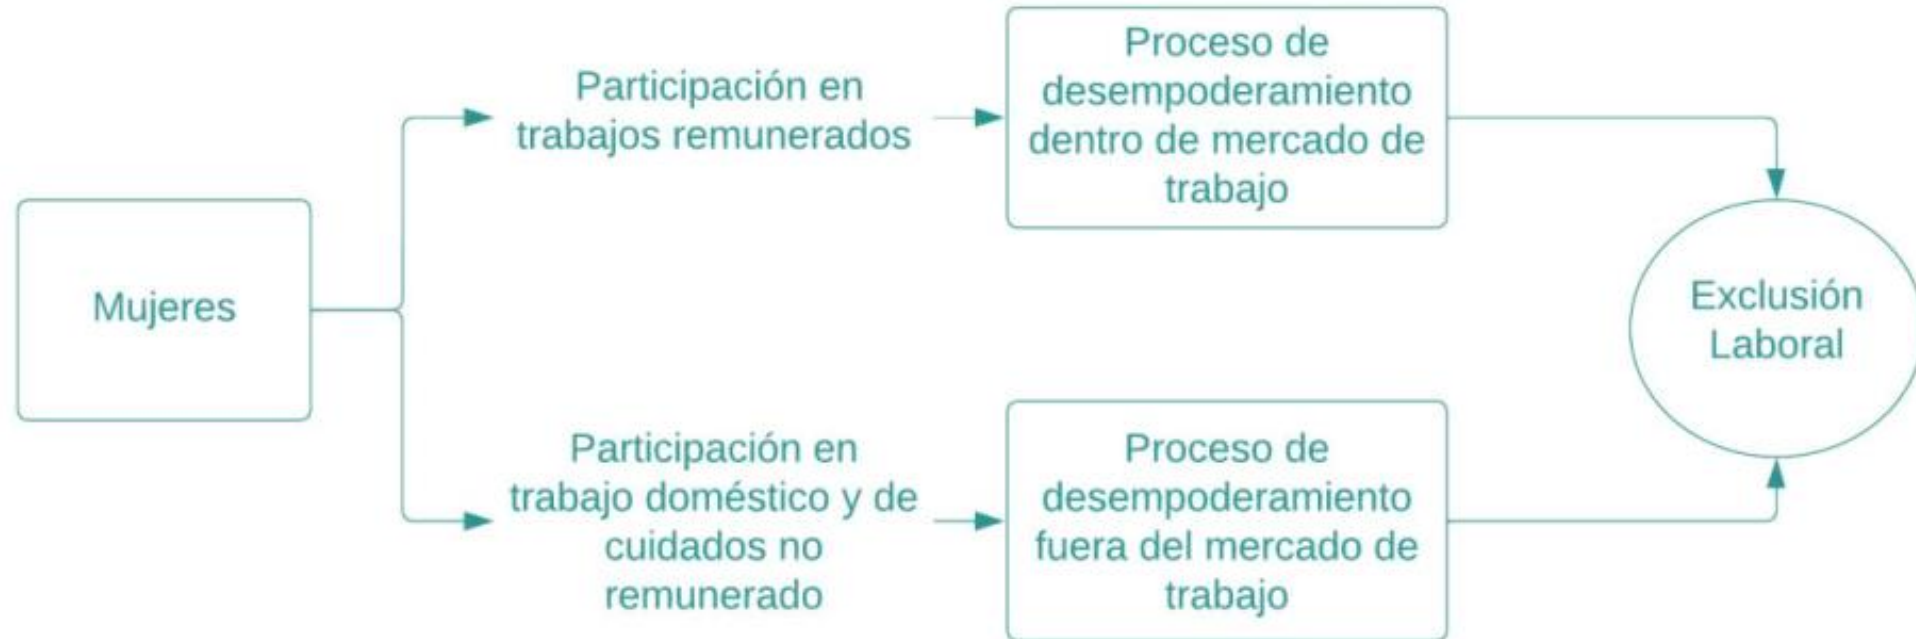 Mujeres
Participación en
trabajos remunerados
Proceso de
desempoderamiento
dentro de mercado de
trabajo
Participación en
trabajo doméstico y de
cuidados no
remunerado
Proceso de
desempoderamiento
fuera del mercado de
trabajo
Exclusión
Laboral